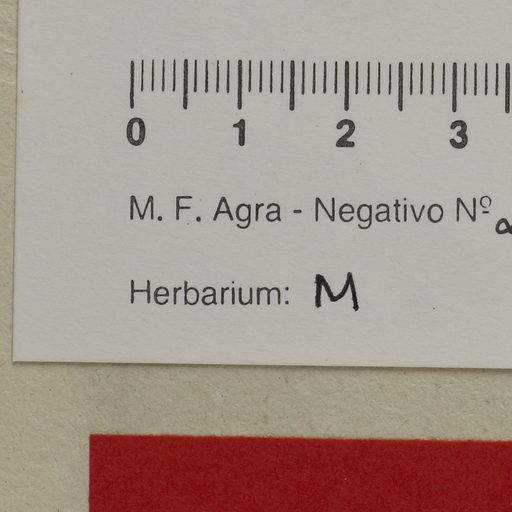 0 1 2 3
M. F. Agra - Negativo Nº
Herbarium: M